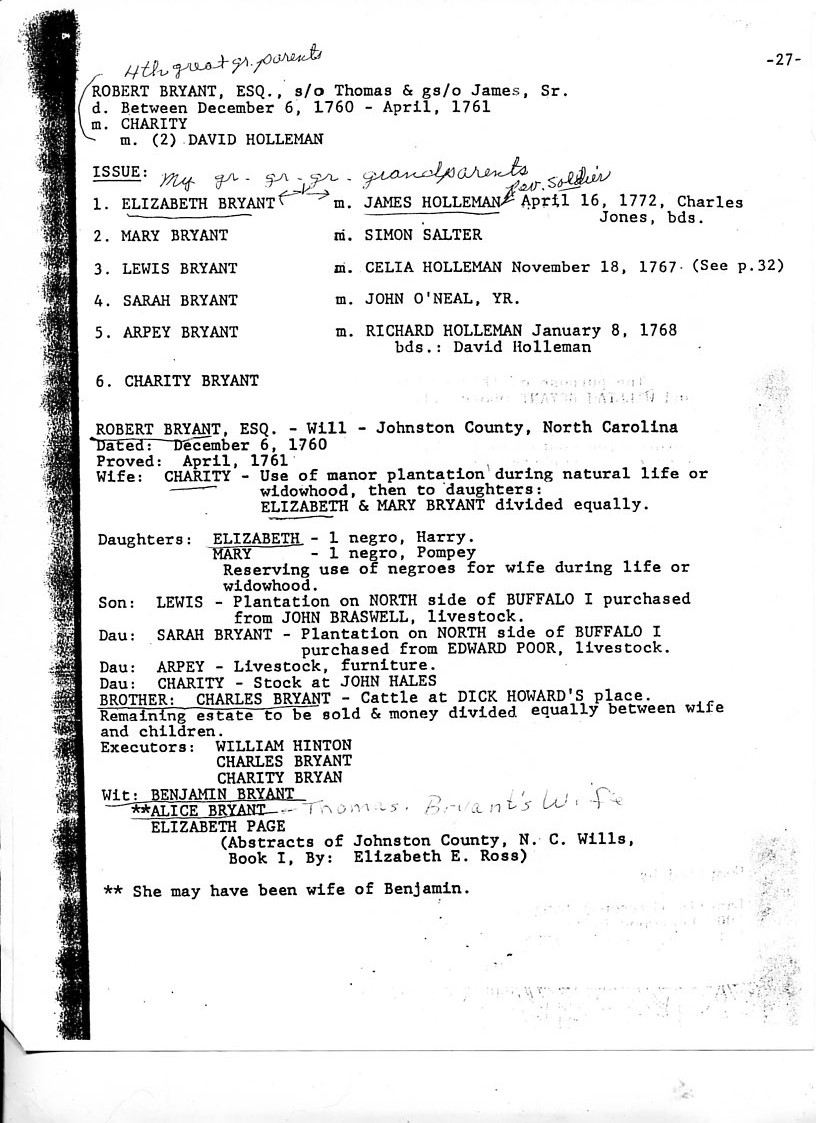 -27-
4th great gr. parents
ROBERT BRYANT, ESQ., s/o Thomas & gs/o James, Sr.
d. Between December 6, 1760 - April, 1761
m. CHARITY
m. (2) DAVID HOLLEMAN
ISSUE: My gr - gr - gr - grandparents
Rev. Soldier
1. ELIZABETH BRYANT m. JAMES HOLLEMAN April 16, 1772, Charles
Jones, bds.
2. MARY BRYANT m. SIMON SALTER
3. LEWIS BRYANT m. CELIA HOLLEMAN November 18, 1767 (See p.32)
4. SARAH BRYANT m. JOHN O'NEAL, YR.
5. ARPEY BRYANT m. RICHARD HOLLEMAN January 8, 1768
bds.: David Holleman
6. CHARITY BRYANT
ROBERT BRYANT, ESQ. - Will - Johnston County, North Carolina
Dated: December 6, 1760
Proved: April, 1761
Wife: CHARITY - Use of manor plantation during natural life or
widowhood, then to daughters:
ELIZABETH & MARY BRYANT divided equally.
Daughters: ELIZABETH - 1 negro, Harry.
MARY - 1 negro, Pompey
Reserving use of negroes for wife during life or
widowhood.
Son: LEWIS - Plantation on NORTH side of BUFFALO I purchased
from JOHN BRASWELL, livestock.
Dau: SARAH BRYANT - Plantation on NORTH side of BUFFALO I
purchased from EDWARD POOR, livestock.
Dau: ARPEY - Livestock, furniture.
Dau: CHARITY - Stock at JOHN HALES
BROTHER: CHARLES BRYANT - Cattle at DICK HOWARD'S place.
Remaining estate to be sold & money divided equally between wife
and children.
Executors: WILLIAM HINTON
CHARLES BRYANT
CHARITY BRYAN
Wit: BENJAMIN BRYANT
**ALICE BRYANT - Thomas Bryant's Wife
ELIZABETH PAGE
(Abstracts of Johnston County, N. C. Wills,
Book I, By: Elizabeth E. Ross)
** She may have been wife of Benjamin.